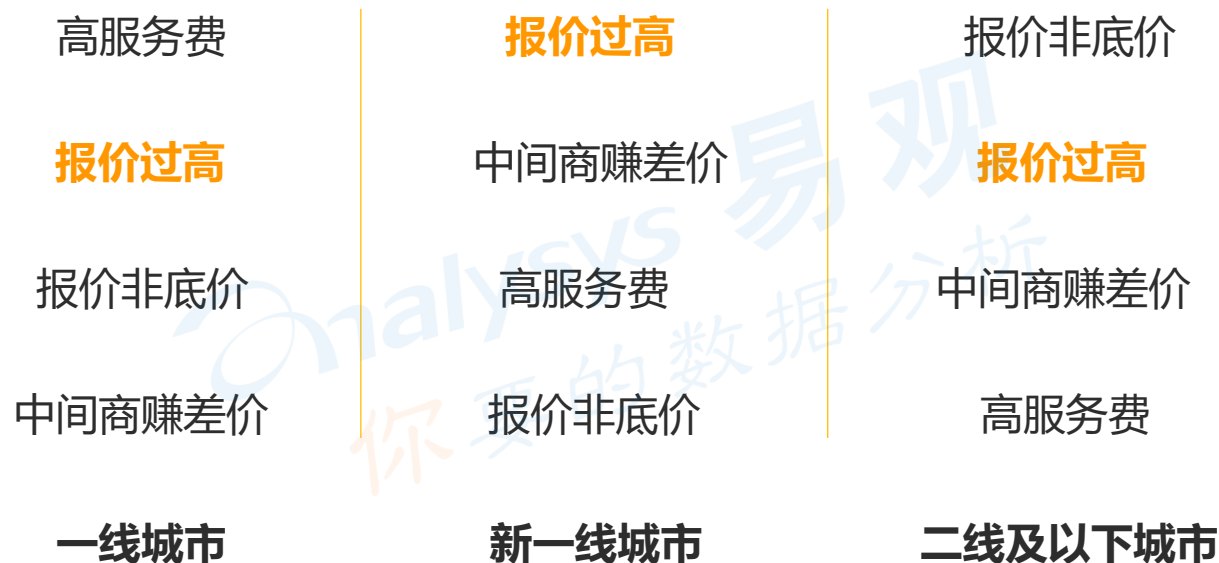 高服务费
报价过高
报价非底价
中间商赚差价
一线城市
报价过高
中间商赚差价
高服务费
报价非底价
新一线城市
报价非底价
报价过高
中间商赚差价
高服务费
二线及以下城市
analysys 易观
你要的数据分析